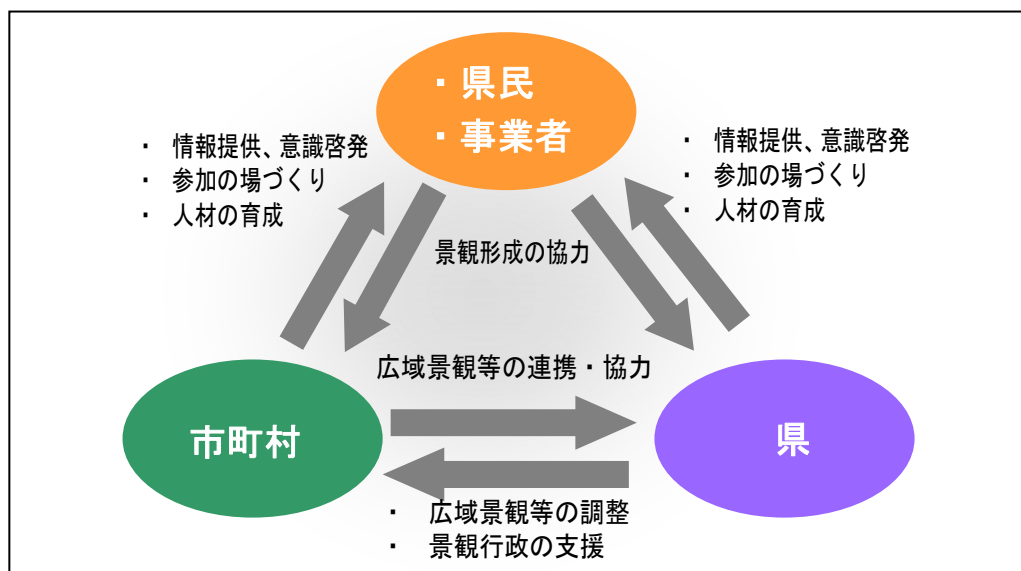 ・県民
・事業者
・ 情報提供、意識啓発
・ 参加の場づくり
・ 人材の育成
・ 情報提供、意識啓発
・ 参加の場づくり
・ 人材の育成
景観形成の協力
広域景観等の連携・協力
市町村
県
・ 広域景観等の調整
・ 景観行政の支援